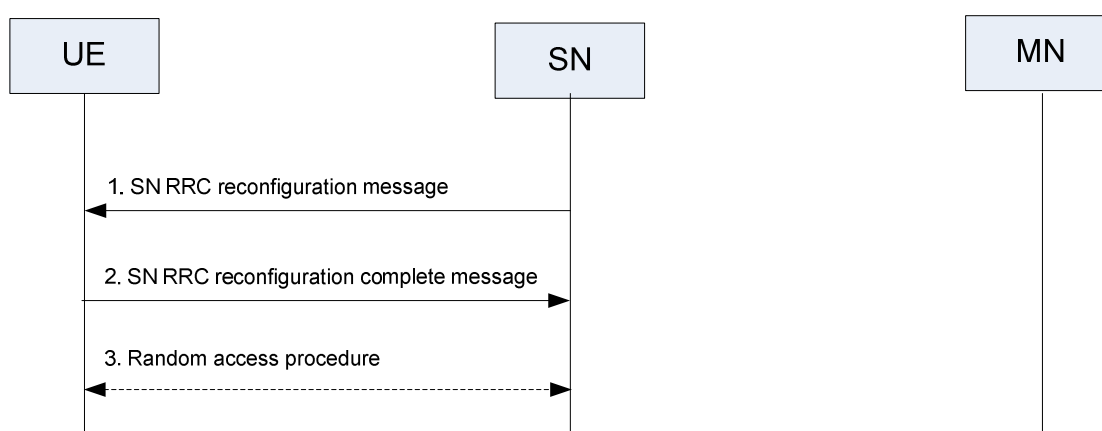 UE
SN
MN
1. SN RRC reconfiguration message
2. SN RRC reconfiguration complete message
3. Random access procedure